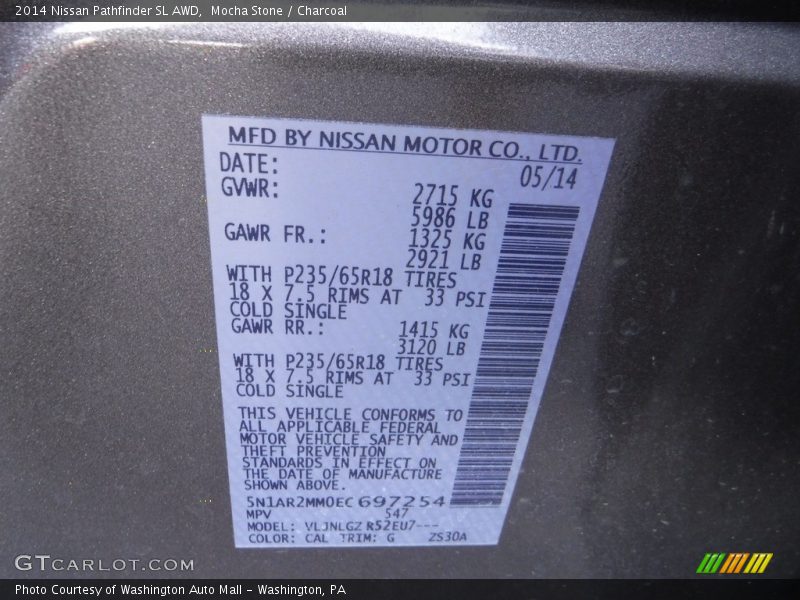 2014 Nissan Pathfinder SL AWD, Mocha Stone / Charcoal
MFD BY NISSAN MOTOR CO., LTD.
DATE: 05/14
GVWR: 2715 KG
5986 LB
GAWR FR.: 1325 KG
2921 LB
WITH P235/65R18 TIRES
18 X 7.5 RIMS AT 33 PSI
COLD SINGLE
GAWR RR.: 1415 KG
3120 LB
WITH P235/65R18 TIRES
18 X 7.5 RIMS AT 33 PSI
COLD SINGLE
THIS VEHICLE CONFORMS TO
ALL APPLICABLE FEDERAL
MOTOR VEHICLE SAFETY AND
THEFT PREVENTION
STANDARDS IN EFFECT ON
THE DATE OF MANUFACTURE
SHOWN ABOVE.
5N1AR2MM0EC697254
MPV 547
MODEL: VLJNLGZ R52EU7---
COLOR: CAL TRIM: G ZS30A
GTCARLOT.COM
Photo Courtesy of Washington Auto Mall - Washington, PA